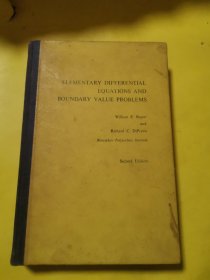 ELEMENTARY DIFFERENTIAL
EQUATIONS AND
BOUNDARY VALUE PROBLEMS
William E. Boyce
and
Richard C. DiPrima
Rensselaer Polytechnic Institute
Second Edition